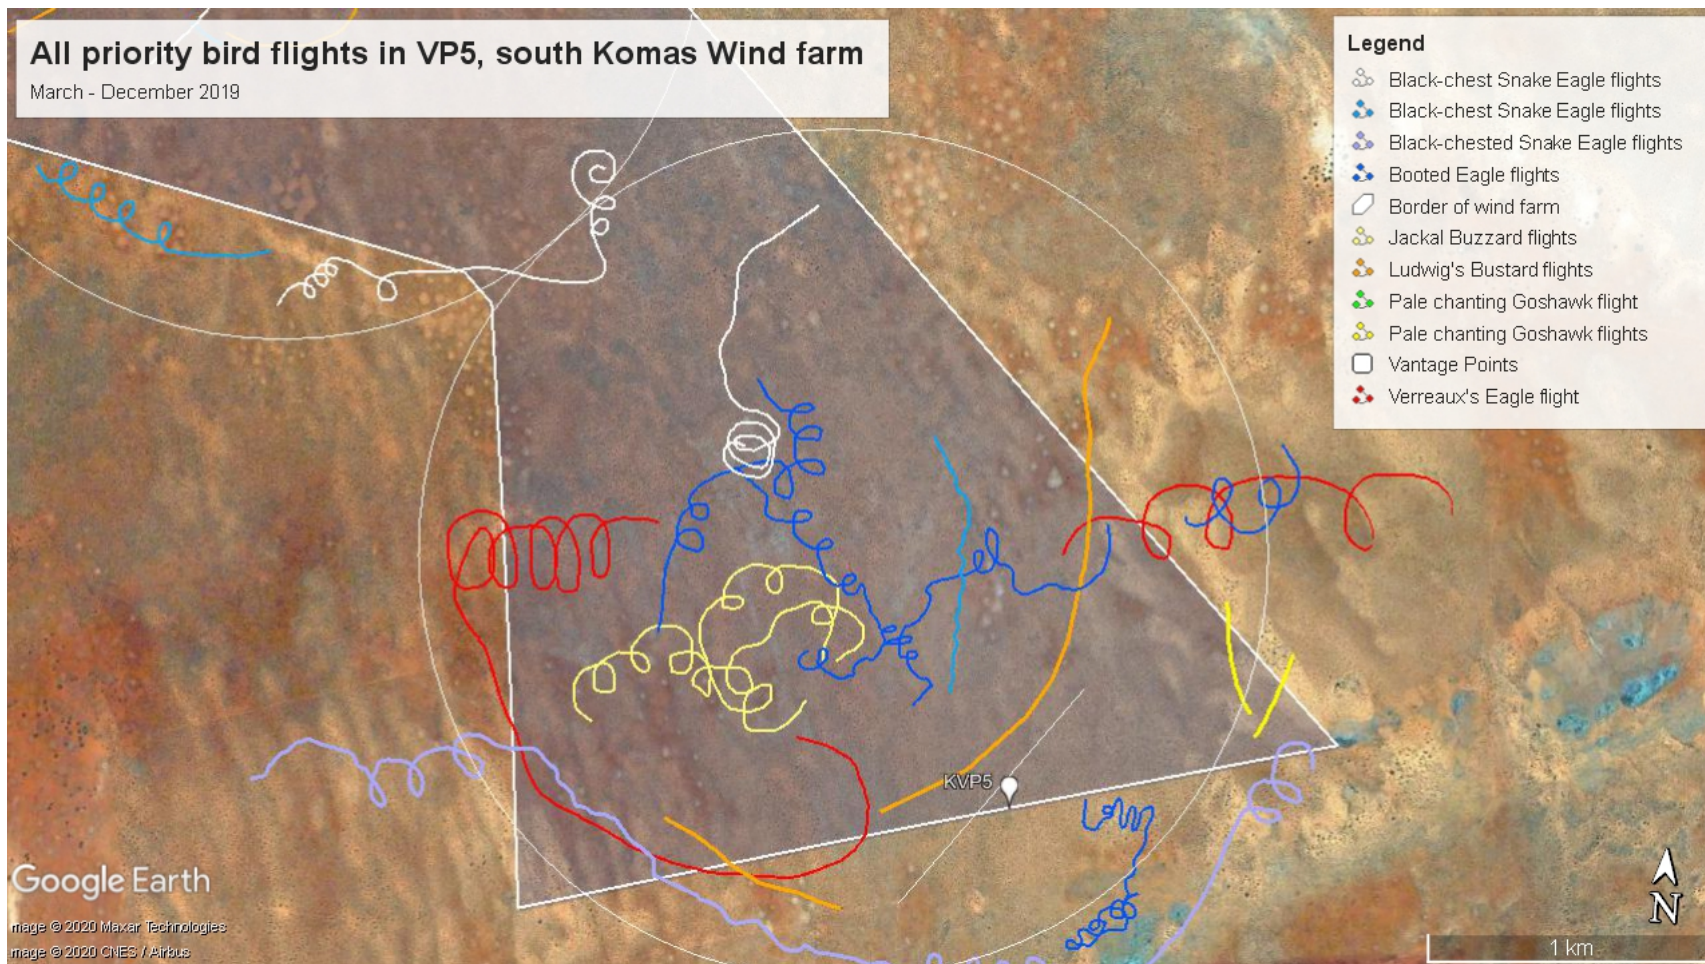 All priority bird flights in VP5, south Komas Wind farm
March - December 2019
Legend
Black-chest Snake Eagle flights
Black-chest Snake Eagle flights
Black-chested Snake Eagle flights
Booted Eagle flights
Border of wind farm
Jackal Buzzard flights
Ludwig's Bustard flights
Pale chanting Goshawk flight
Pale chanting Goshawk flights
Vantage Points
Verreaux's Eagle flight
KVP5
Google Earth
mage © 2020 Maxar Technologies
mage © 2020 CNES / Airbus
N
1 km